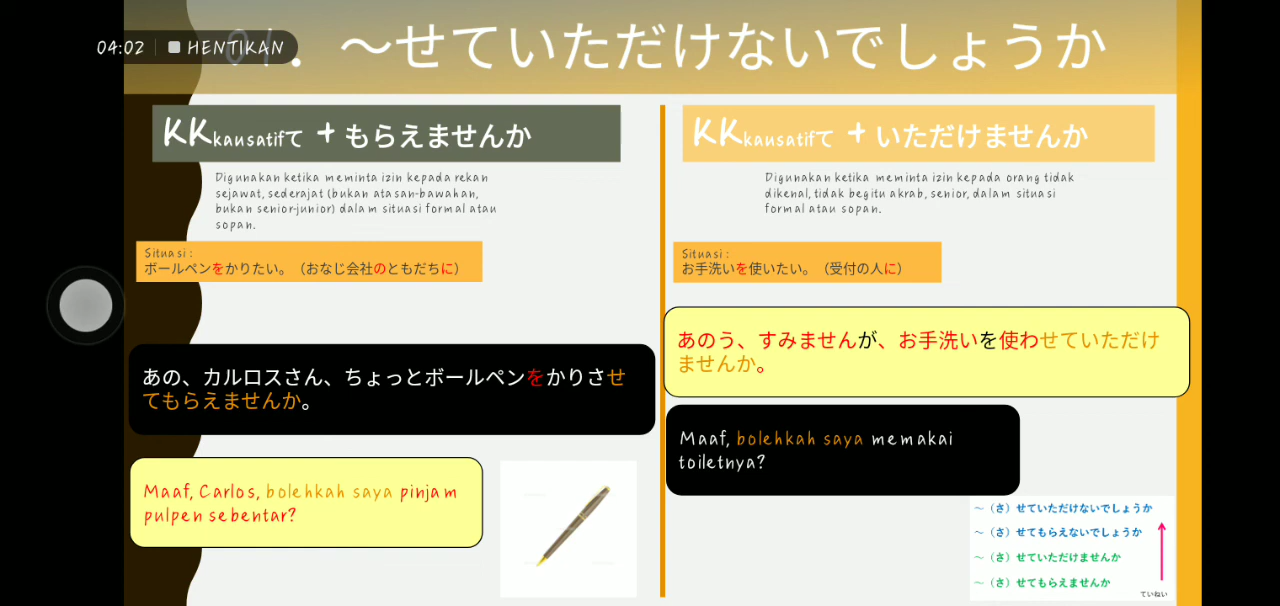 04:02 HENTIKAN
01. ～せていただけないでしょうか
KKkausatifて + もらえませんか
Digunakan ketika meminta izin kepada rekan
sejawat, sederajat (bukan atasan-bawahan,
bukan senior-junior) dalam situasi formal atau
sopan.
Situasi :
ボールペンをかりたい。（おなじ会社のともだちに）
あの、カルロスさん、ちょっとボールペンをかりさせ
てもらえませんか。
Maaf, Carlos, bolehkah saya pinjam
pulpen sebentar?
KKkausatifて + いただけませんか
Digunakan ketika meminta izin kepada orang tidak
dikenal, tidak begitu akrab, senior, dalam situasi
formal atau sopan.
Situasi :
お手洗いを使いたい。（受付の人に）
あのう、すみませんが、お手洗いを使わせていただけ
ませんか。
Maaf, bolehkah saya memakai
toiletnya?
～（さ）せていただけないでしょうか
～（さ）せてもらえないでしょうか
～（さ）せていただけませんか
～（さ）せてもらえませんか
ていねい